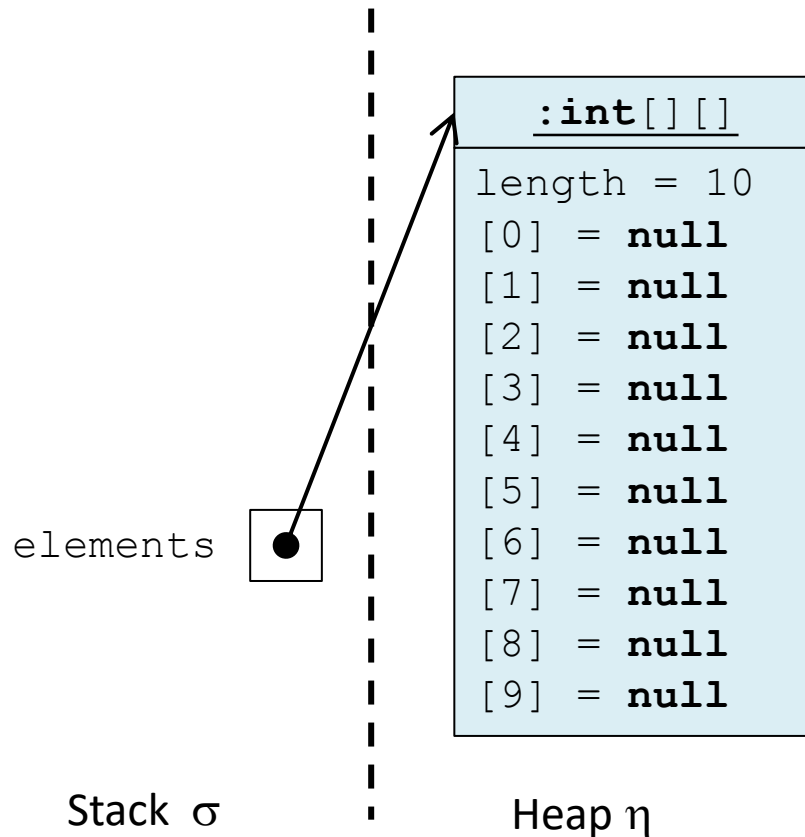 :int[][]
length = 10
[0] = null
[1] = null
[2] = null
[3] = null
[4] = null
[5] = null
[6] = null
[7] = null
[8] = null
[9] = null
elements
Stack σ
Heap η